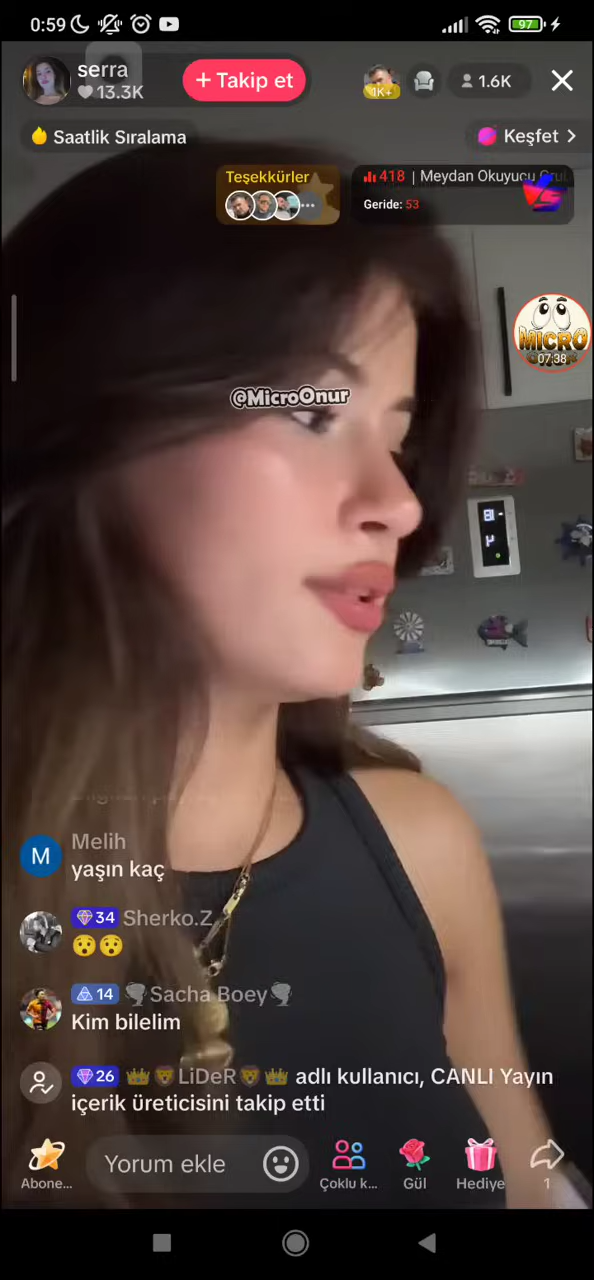 0:59
97
serra
13.3K
+ Takip et
1K+
1.6K
Saatlik Sıralama
Keşfet
Teşekkürler
418 | Meydan Okuyucu
Geride: 53
MICRO
07:38
@MicroOnur
Melih
M
yaşın kaç
34 Sherko.Z
14 Sacha Boey
Kim bilelim
26 LiDeR adlı kullanıcı, CANLI Yayın
içerik üreticisini takip etti
Yorum ekle
Abone...
Çoklu k...
Gül
Hediye
1